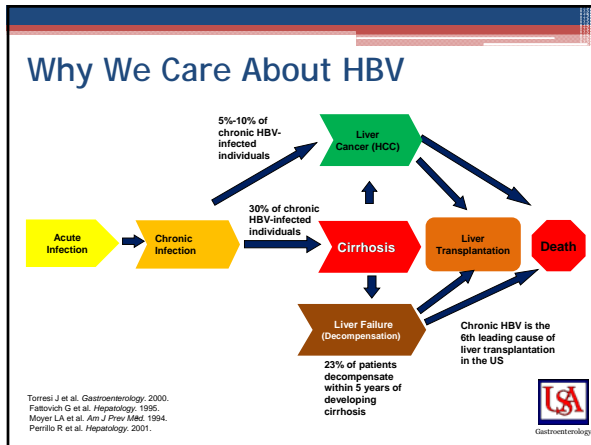 Why We Care About HBV
5%-10% of
chronic HBV-
infected
individuals
Liver
Cancer (HCC)
30% of chronic
HBV-infected
individuals
Acute
Infection
Chronic
Infection
Cirrhosis
Liver
Transplantation
Death
Liver Failure
(Decompensation)
Chronic HBV is the
6th leading cause of
liver transplantation
in the US
23% of patients
decompensate
within 5 years of
developing
cirrhosis
Torresi J et al. Gastroenterology. 2000.
Fattovich G et al. Hepatology. 1995.
Moyer LA et al. Am J Prev Med. 1994.
Perrillo R et al. Hepatology. 2001.
USA
Gastroenterology